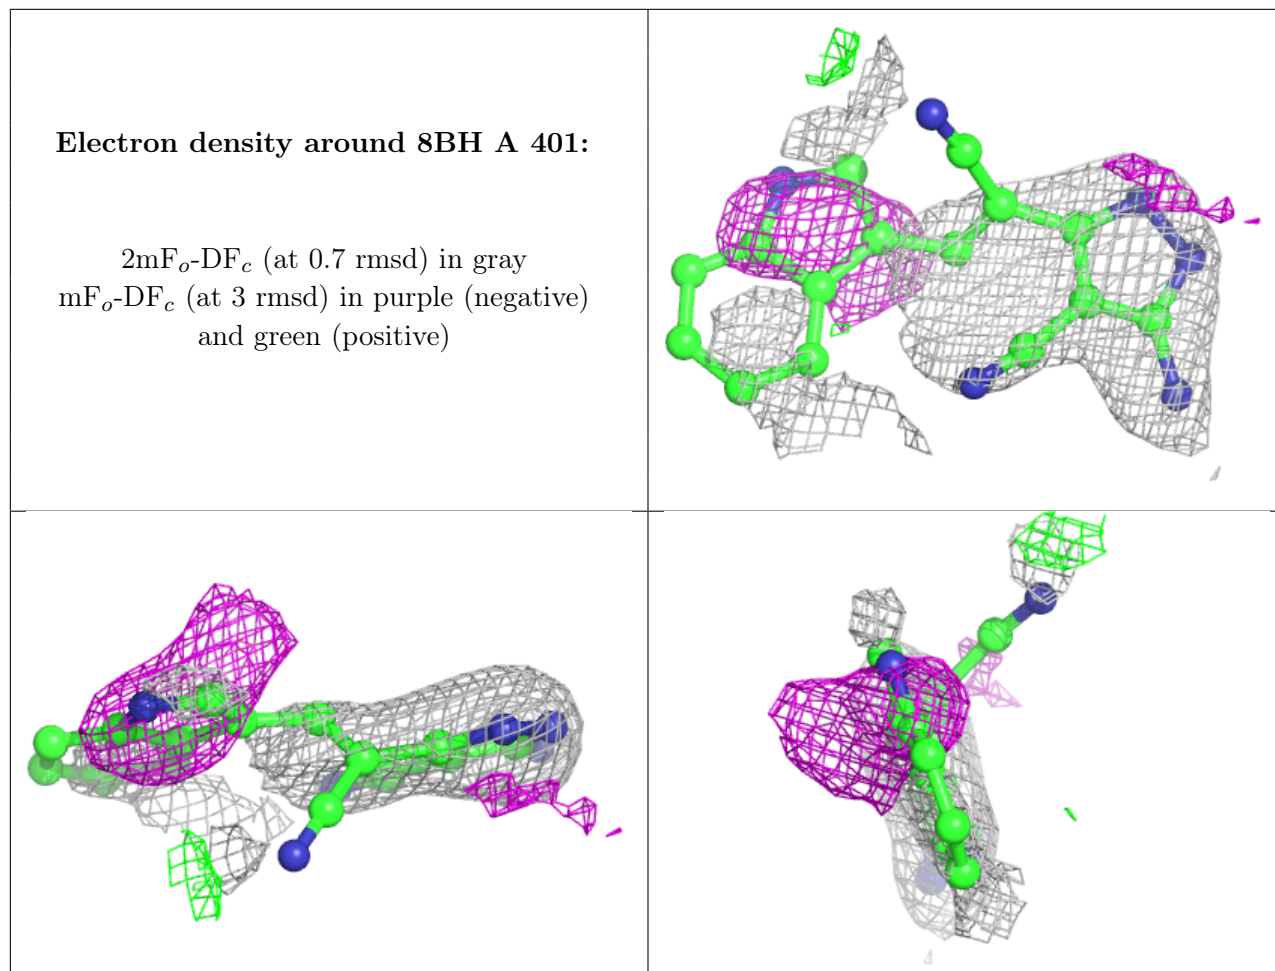 Electron density around 8BH A 401:
2mFo-DFc (at 0.7 rmsd) in gray
mFo-DFc (at 3 rmsd) in purple (negative)
and green (positive)